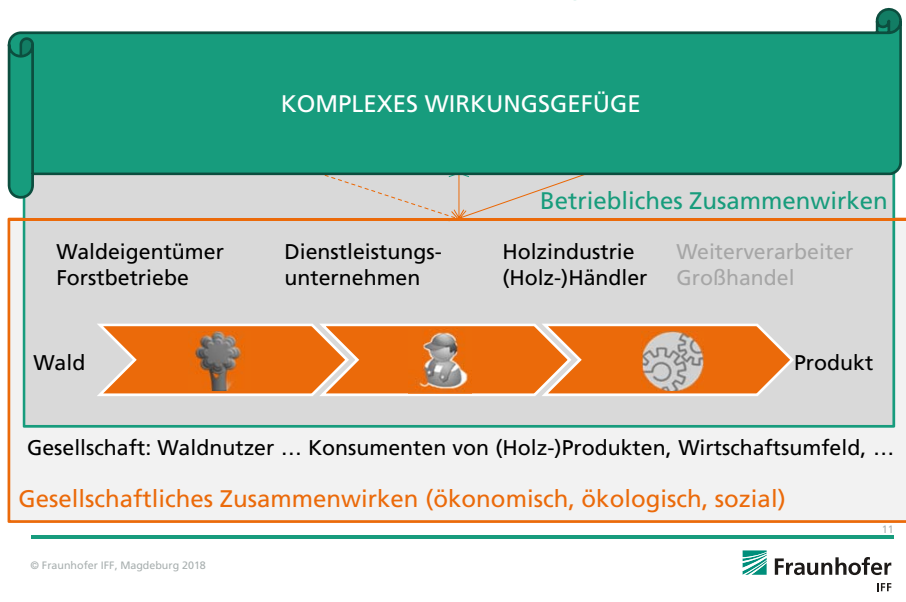 KOMPLEXES WIRKUNGSGEFÜGE
Betriebliches Zusammenwirken
Waldeigentümer
Forstbetriebe
Dienstleistungs-
unternehmen
Holzindustrie
(Holz-)Händler
Weiterverarbeiter
Großhandel
Wald
Produkt
Gesellschaft: Waldnutzer … Konsumenten von (Holz-)Produkten, Wirtschaftsumfeld, …
Gesellschaftliches Zusammenwirken (ökonomisch, ökologisch, sozial)
11
© Fraunhofer IFF, Magdeburg 2018
Fraunhofer
IFF